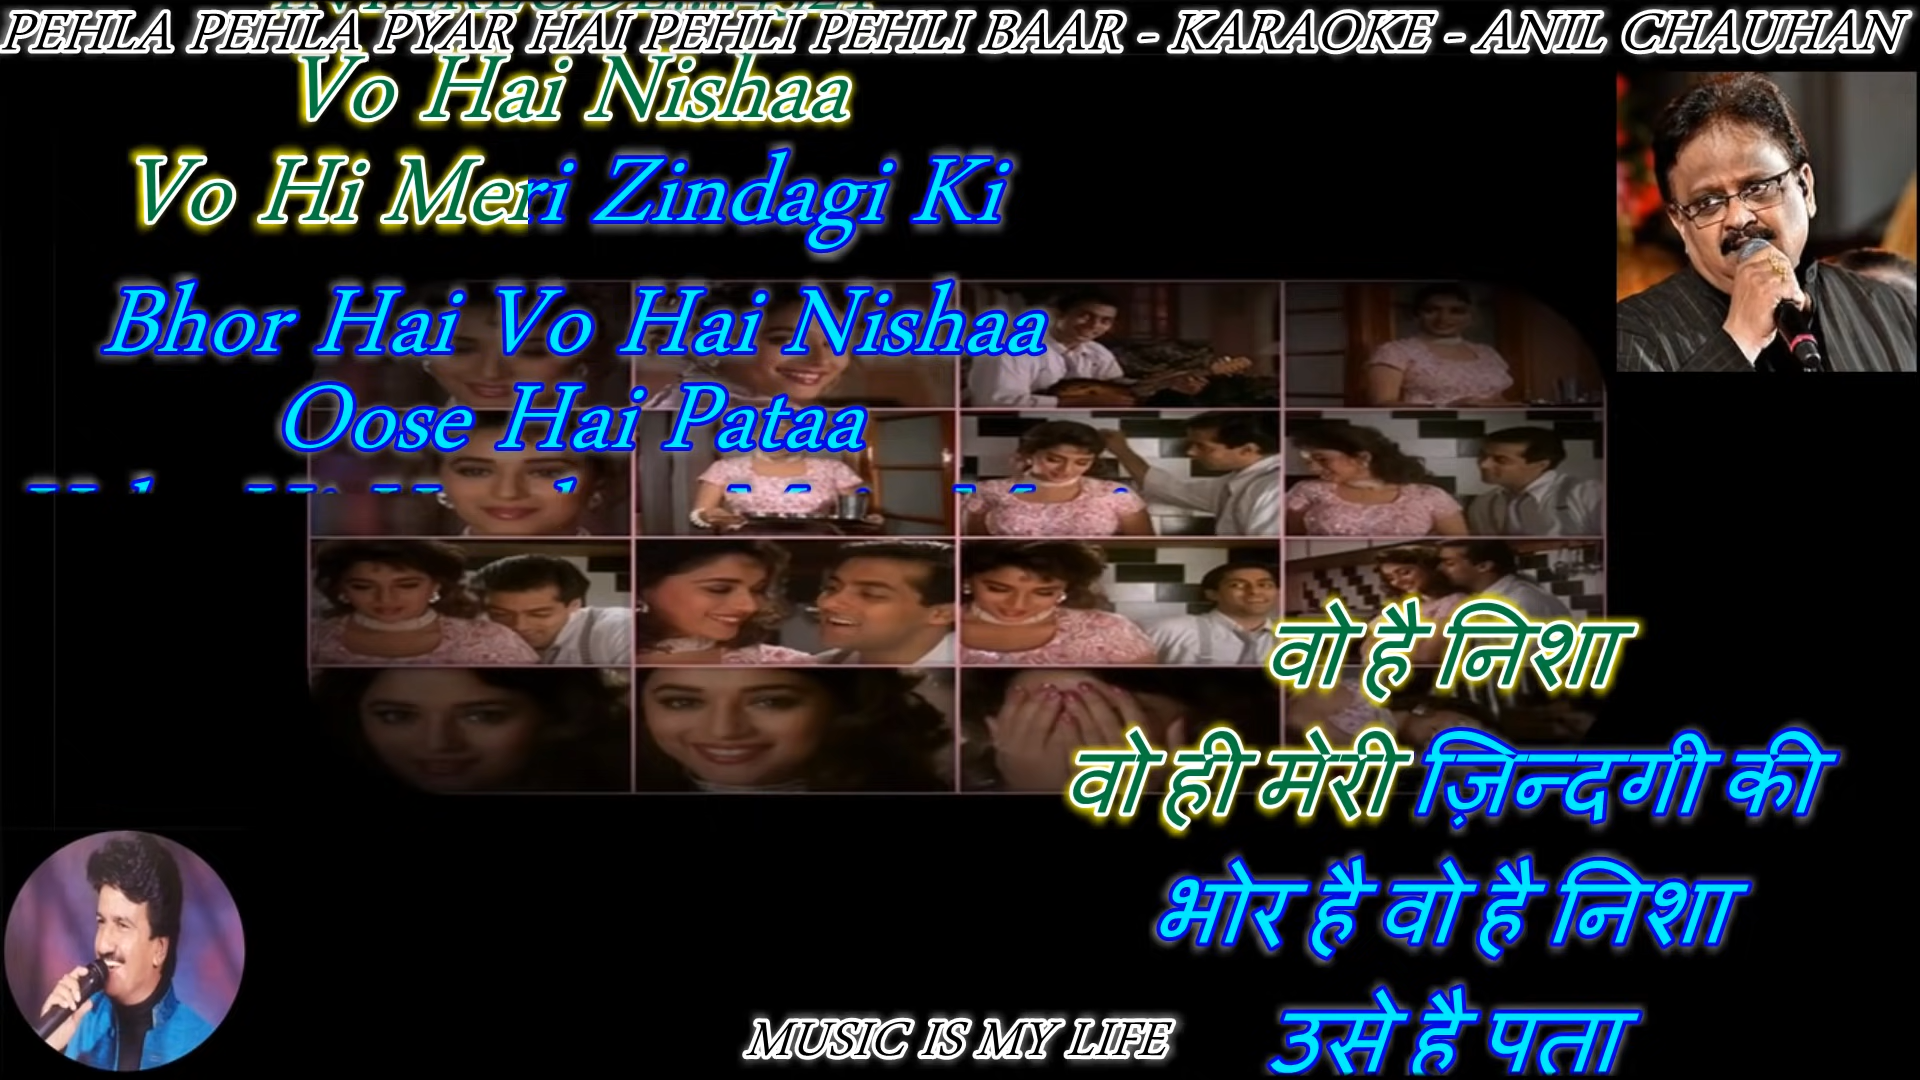 PEHLA PEHLA PYAR HAI PEHLI PEHLI BAAR - KARAOKE - ANIL CHAUHAN
Vo Hai Nishaa
Vo Hi Meri Zindagi Ki
Bhor Hai Vo Hai Nishaa
Oose Hai Pataa
वो है निशा
वो ही मेरी ज़िन्दगी की
भोर है वो है निशा
उसे है पता
MUSIC IS MY LIFE